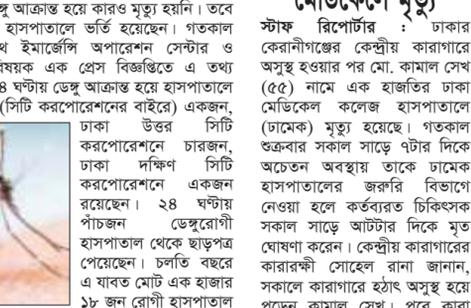 আক্রান্ত হয়ে কারও মৃত্যু হয়নি। তবে
হাসপাতালে ভর্তি হয়েছেন। গতকাল
ইমার্জেন্সি অপারেশন সেন্টার ও
বিষয়ক এক প্রেস বিজ্ঞপ্তিতে এ তথ্য
৪ ঘণ্টায় ডেঙ্গু আক্রান্ত হয়ে হাসপাতালে
(সিটি করপোরেশনের বাইরে) একজন,
ঢাকা উত্তর সিটি
করপোরেশনে চারজন,
ঢাকা দক্ষিণ সিটি
করপোরেশনে একজন
রয়েছেন। ২৪ ঘণ্টায়
পাঁচজন ডেঙ্গুরোগী
হাসপাতাল থেকে ছাড়পত্র
পেয়েছেন। চলতি বছরে
এ যাবত মোট এক হাজার
১৮ জন রোগী হাসপাতাল
মেডিকেলে মৃত্যু
স্টাফ রিপোর্টার : ঢাকার
কেরানীগঞ্জের কেন্দ্রীয় কারাগারে
অসুস্থ হওয়ার পর মো. কামাল সেখ
(৫৫) নামে এক হাজতির ঢাকা
মেডিকেল কলেজ হাসপাতালে
(ঢামেক) মৃত্যু হয়েছে। গতকাল
শুক্রবার সকাল সাড়ে ৭টার দিকে
অচেতন অবস্থায় তাকে ঢামেক
হাসপাতালের জরুরি বিভাগে
নেওয়া হলে কর্তব্যরত চিকিৎসক
সকাল সাড়ে আটটার দিকে মৃত
ঘোষণা করেন। কেন্দ্রীয় কারাগারের
কারারক্ষী সোহেল রানা জানান,
সকালে কারাগারে হঠাৎ অসুস্থ হয়ে
পড়েন কামাল সেখ। পরে কারা